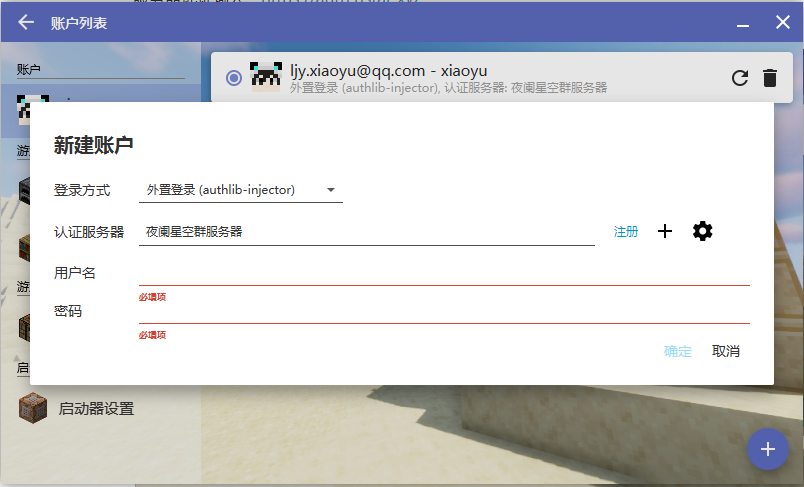 账户列表
账户
ljy.xiaoyu@qq.com - xiaoyu
外置登录 (authlib-injector), 认证服务器: 夜阑星空群服务器
新建账户
登录方式
外置登录 (authlib-injector)
认证服务器
夜阑星空群服务器
注册
用户名
必填项
密码
必填项
确定
取消
游
游
启
启动器设置